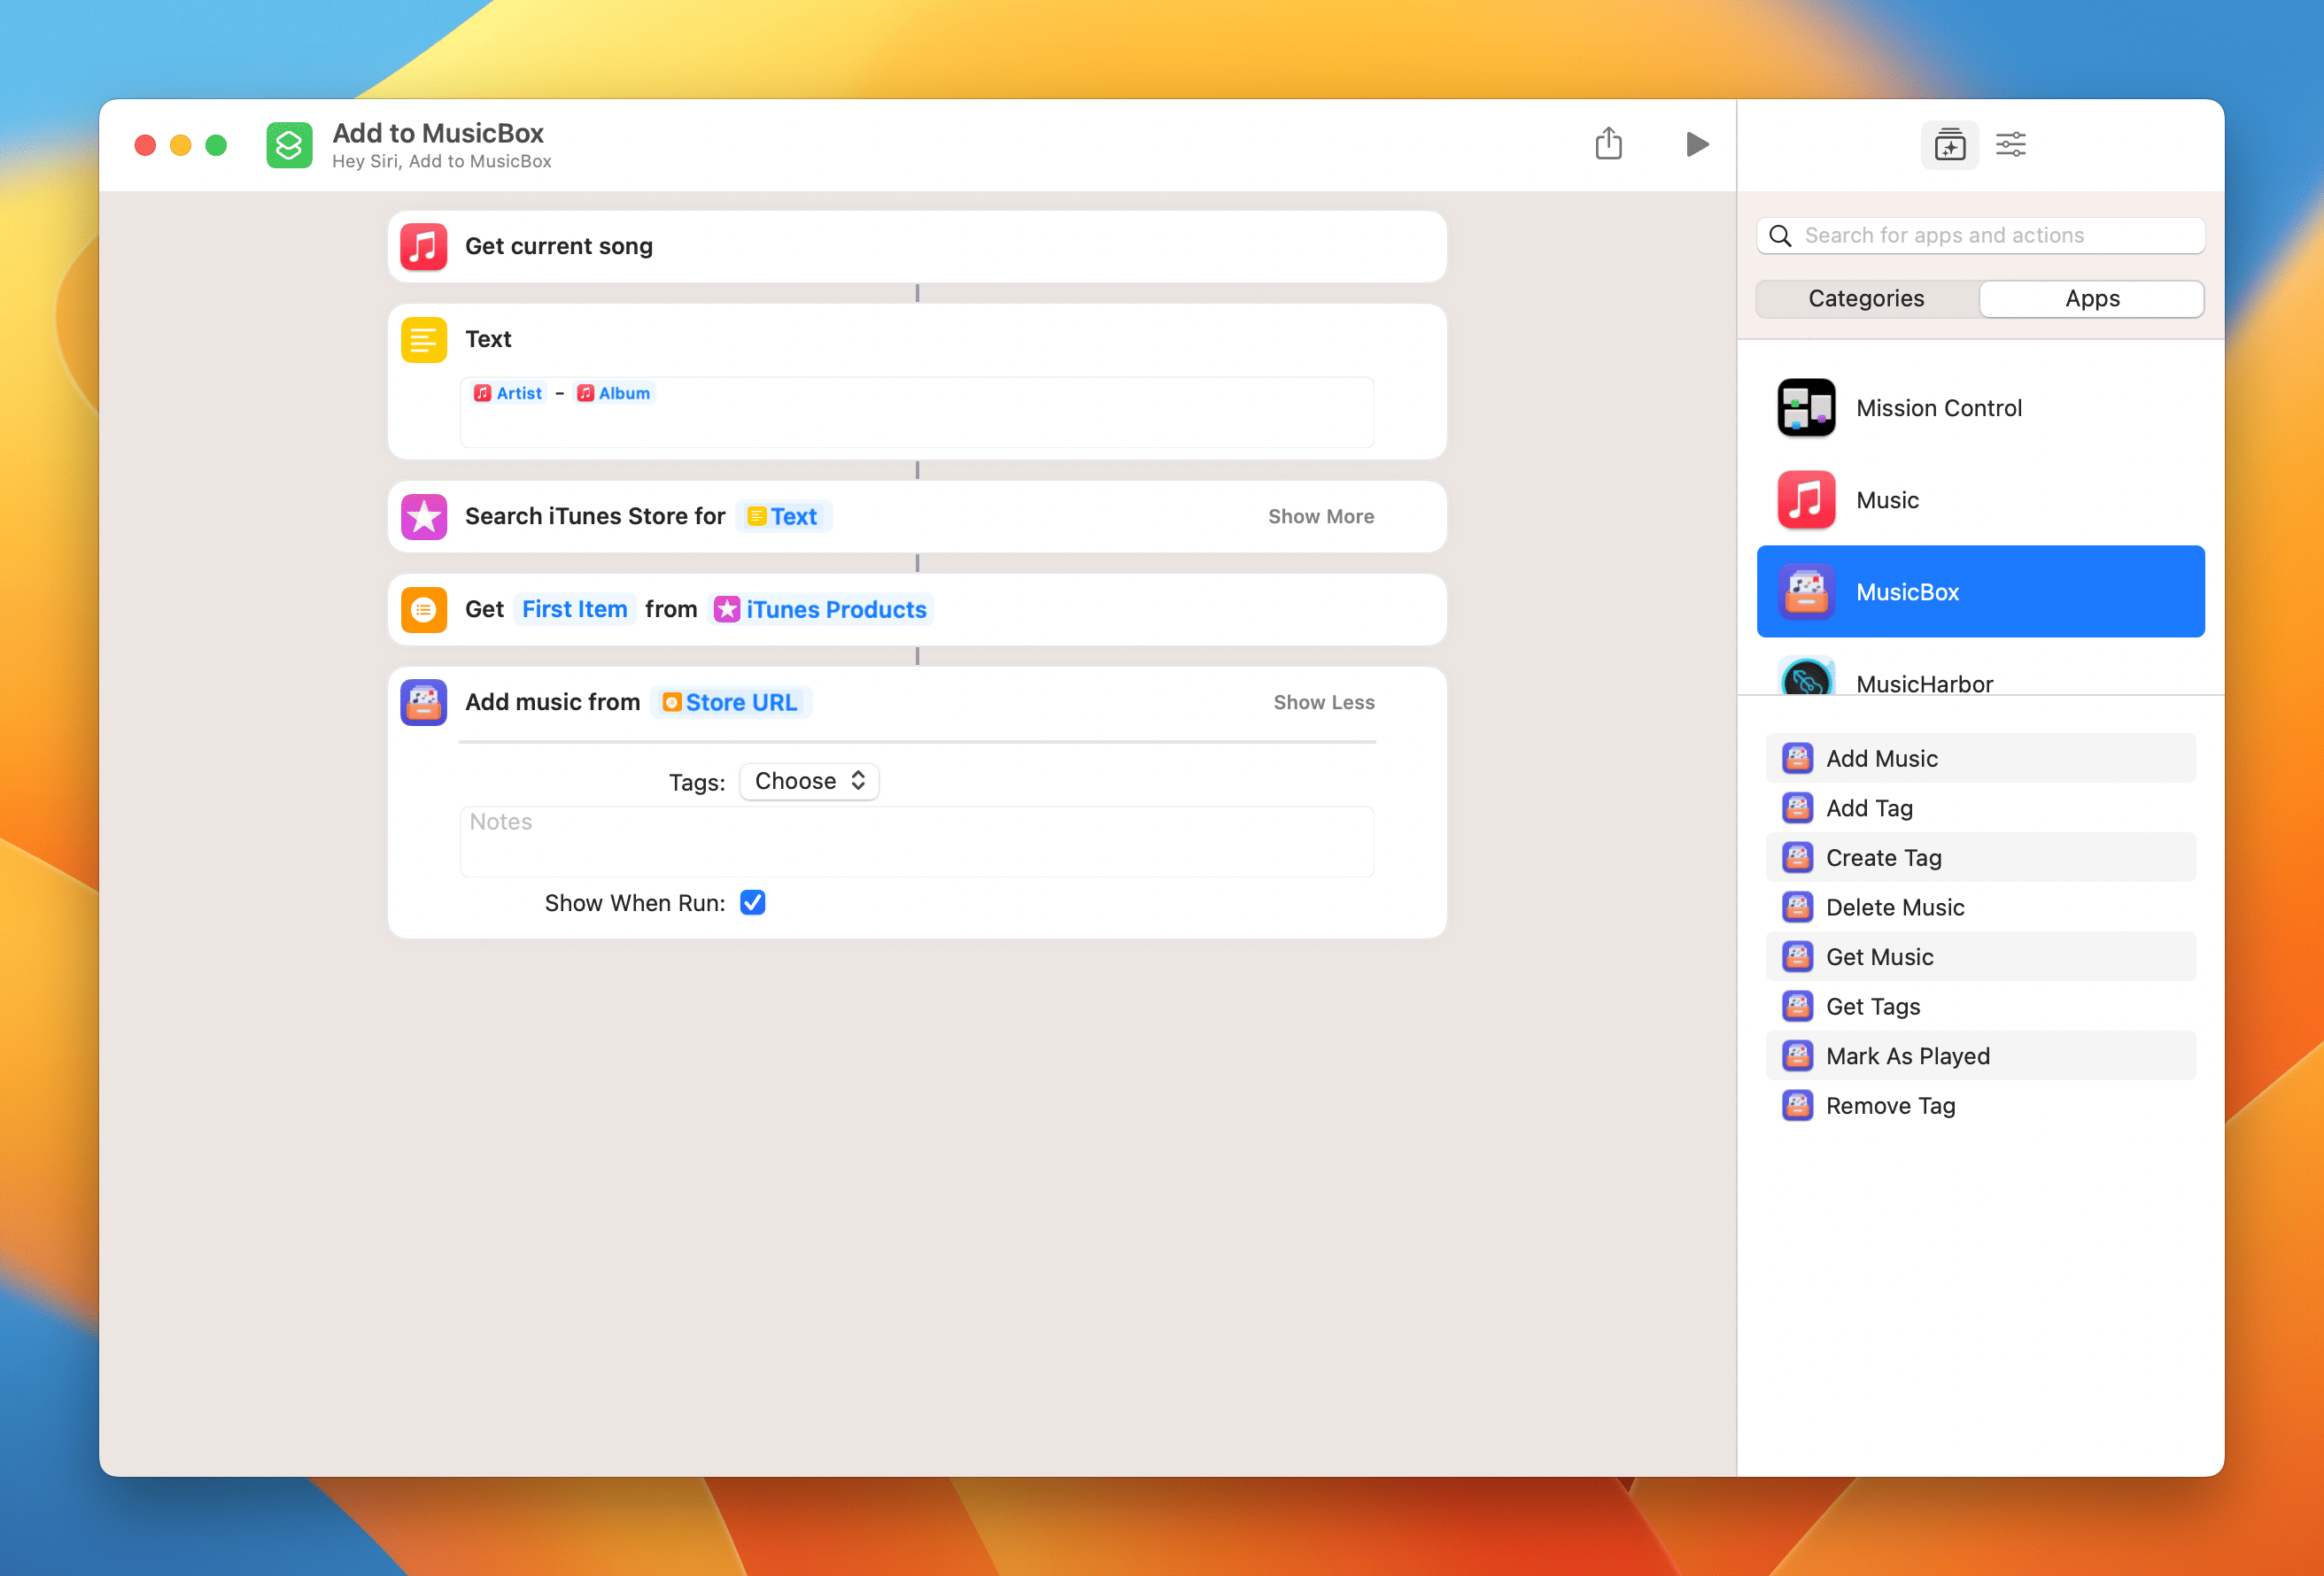 Add to MusicBox
Hey Siri, Add to MusicBox
Get current song
Text
Artist – Album
Search iTunes Store for Text Show More
Get First Item from iTunes Products
Add music from Store URL Show Less
Tags: Choose
Notes
Show When Run:
Search for apps and actions
Categories Apps
Mission Control
Music
MusicBox
MusicHarbor
Add Music
Add Tag
Create Tag
Delete Music
Get Music
Get Tags
Mark As Played
Remove Tag